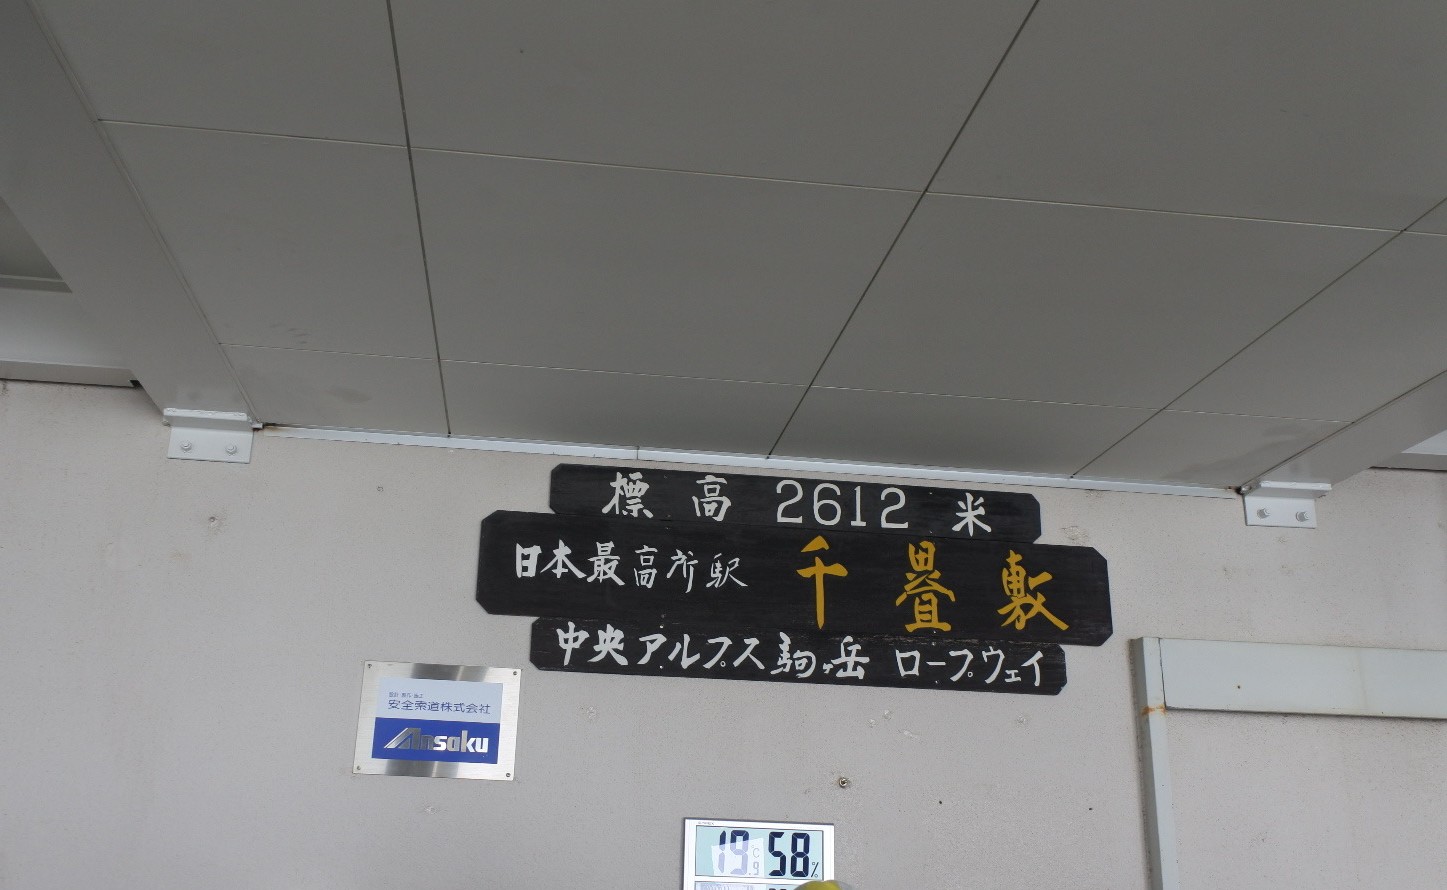 標高 2612 米
日本最高所駅 千畳敷
中央アルプス駒ヶ岳 ロープウェイ
安全索道株式会社
Ansaku
19.9℃ 58%